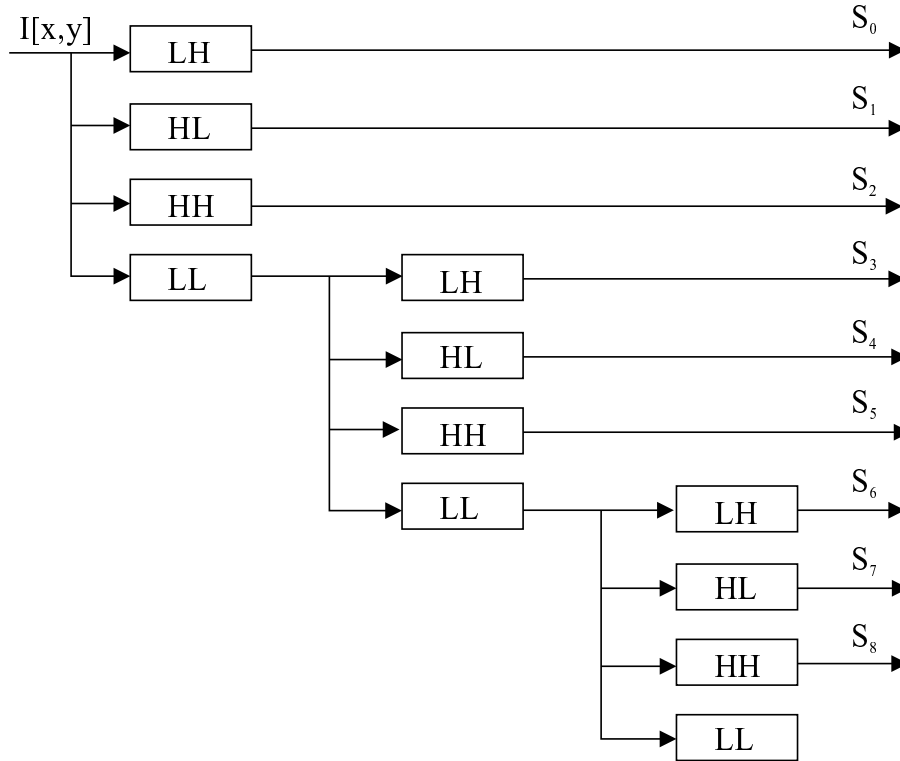 I[x,y]
LH
S₀
HL
S₁
HH
S₂
LL
LH
S₃
HL
S₄
HH
S₅
LL
LH
S₆
HL
S₇
HH
S₈
LL